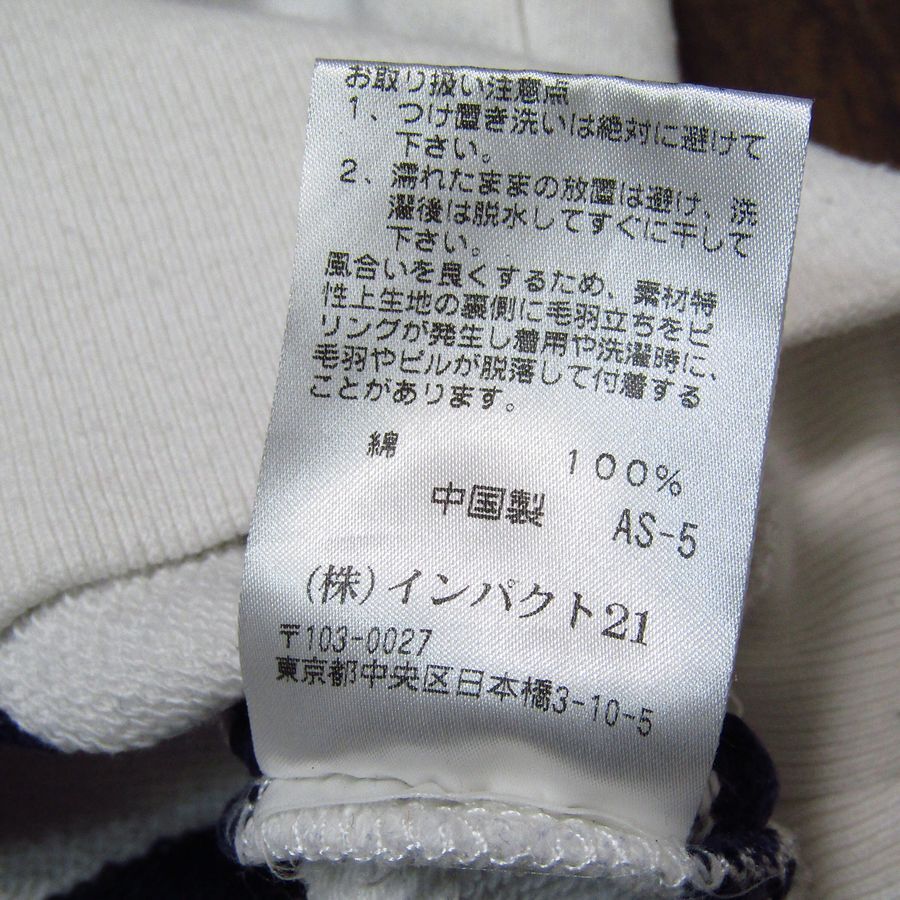 お取り扱い注意点
1、つけ置き洗いは絶対に避けて
下さい。
2、濡れたままの放置は避け、洗
濯後は脱水してすぐに干して
下さい。
風合いを良くするため、素材特
性上生地の裏側に毛羽立ちをピ
リングが発生し着用や洗濯時に、
毛羽やピルが脱落して付着する
ことがあります。
綿 100%
中国製 AS-5
(株)インパクト21
〒103-0027
東京都中央区日本橋3-10-5